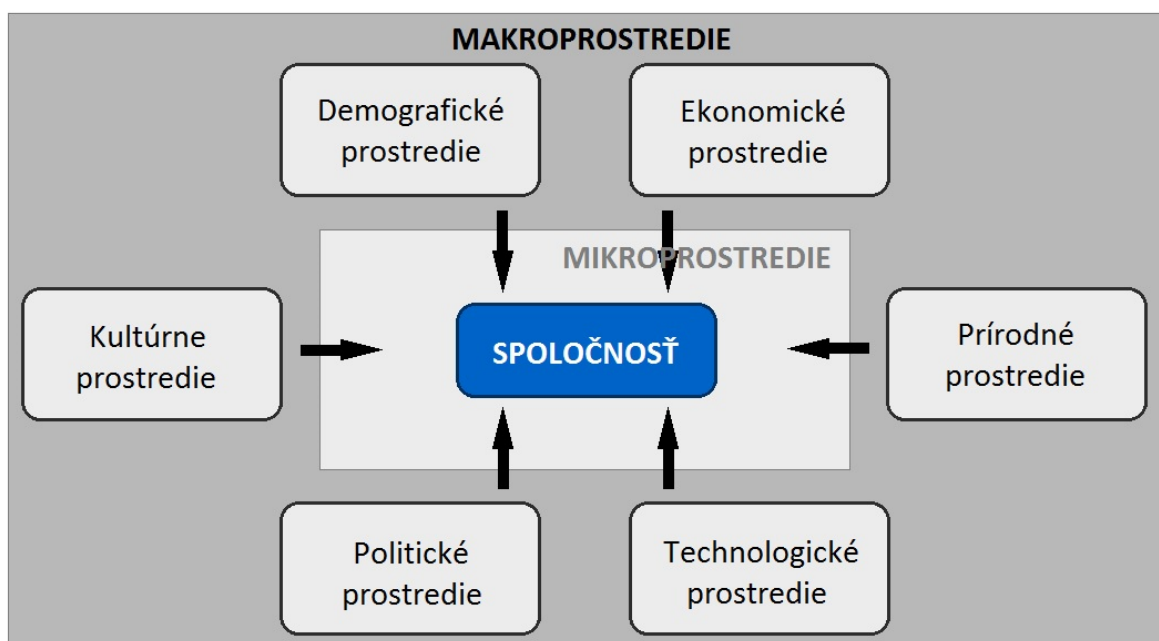 MAKROPROSTREDIE
Demografické
prostredie
Ekonomické
prostredie
MIKROPROSTREDIE
Kultúrne
prostredie
SPOLOČNOSŤ
Prírodné
prostredie
Politické
prostredie
Technologické
prostredie